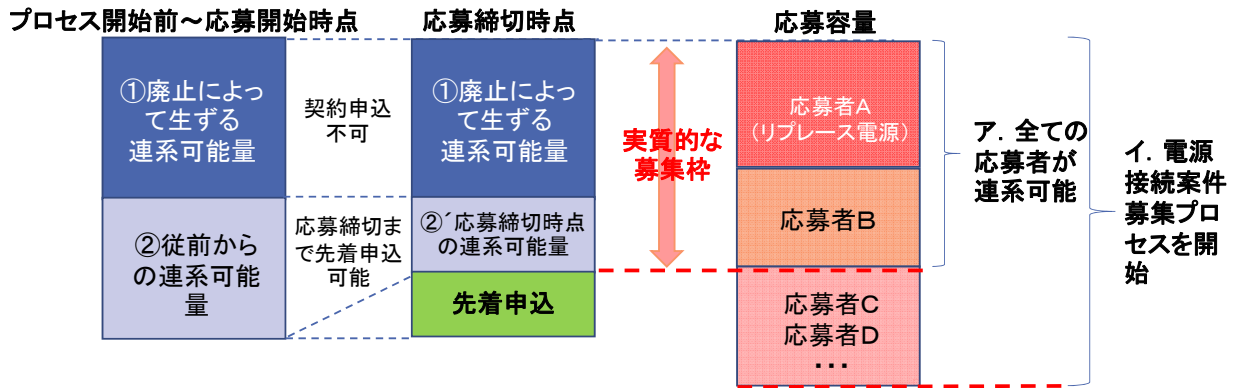 プロセス開始前～応募開始時点
応募締切時点
応募容量
①廃止によっ
て生ずる
連系可能量
契約申込
不可
①廃止によっ
て生ずる
連系可能量
実質的な
募集枠
応募者A
（リプレース電源）
ア．全ての
応募者が
連系可能
イ．電源
接続案件
募集プロ
セスを開
始
②従前から
の連系可能
量
応募締切ま
で先着申込
可能
②´応募締切時点
の連系可能量
先着申込
応募者B
応募者C
応募者D
・・・